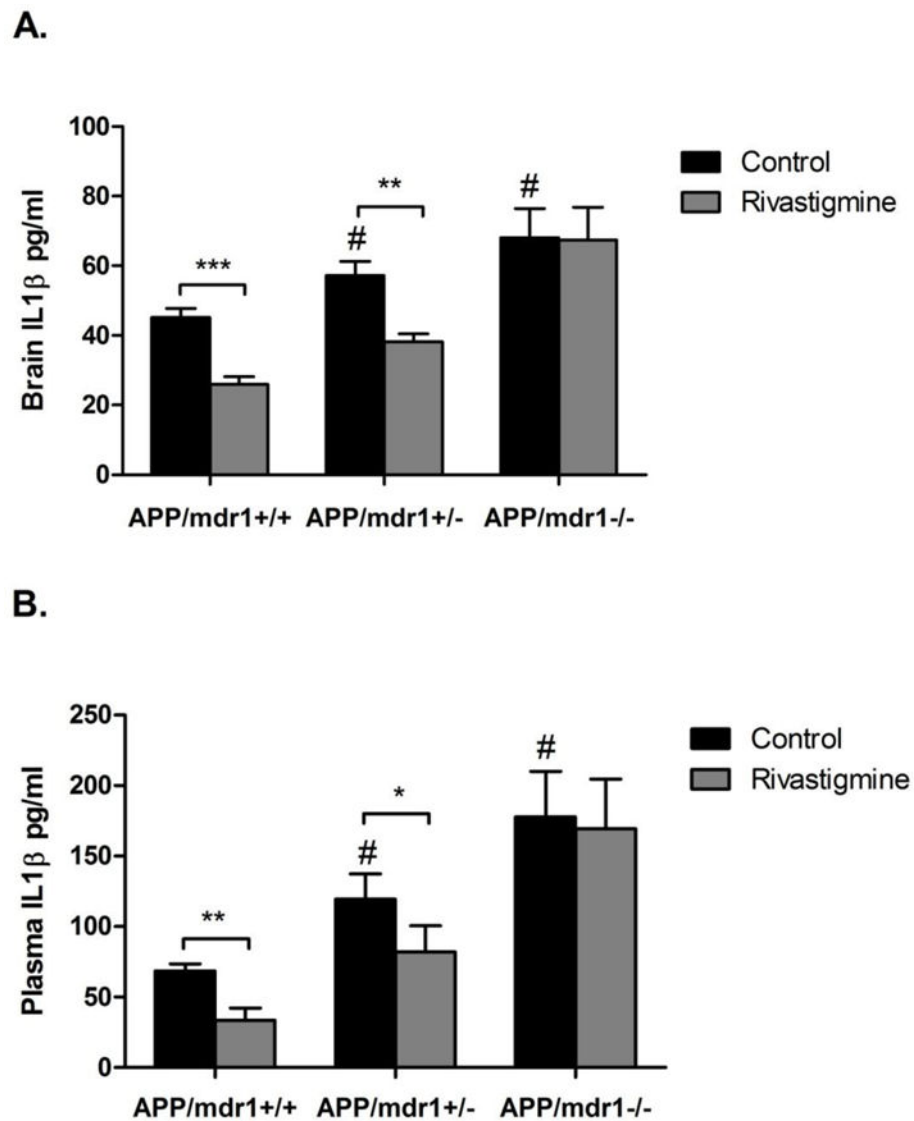 A.
Brain IL1β pg/ml
100
80
60
40
20
0
***
#
**
#
Control
Rivastigmine
APP/mdr1+/+ APP/mdr1+/- APP/mdr1-/-
B.
Plasma IL1β pg/ml
250
200
150
100
50
0
**
#
*
#
Control
Rivastigmine
APP/mdr1+/+ APP/mdr1+/- APP/mdr1-/-